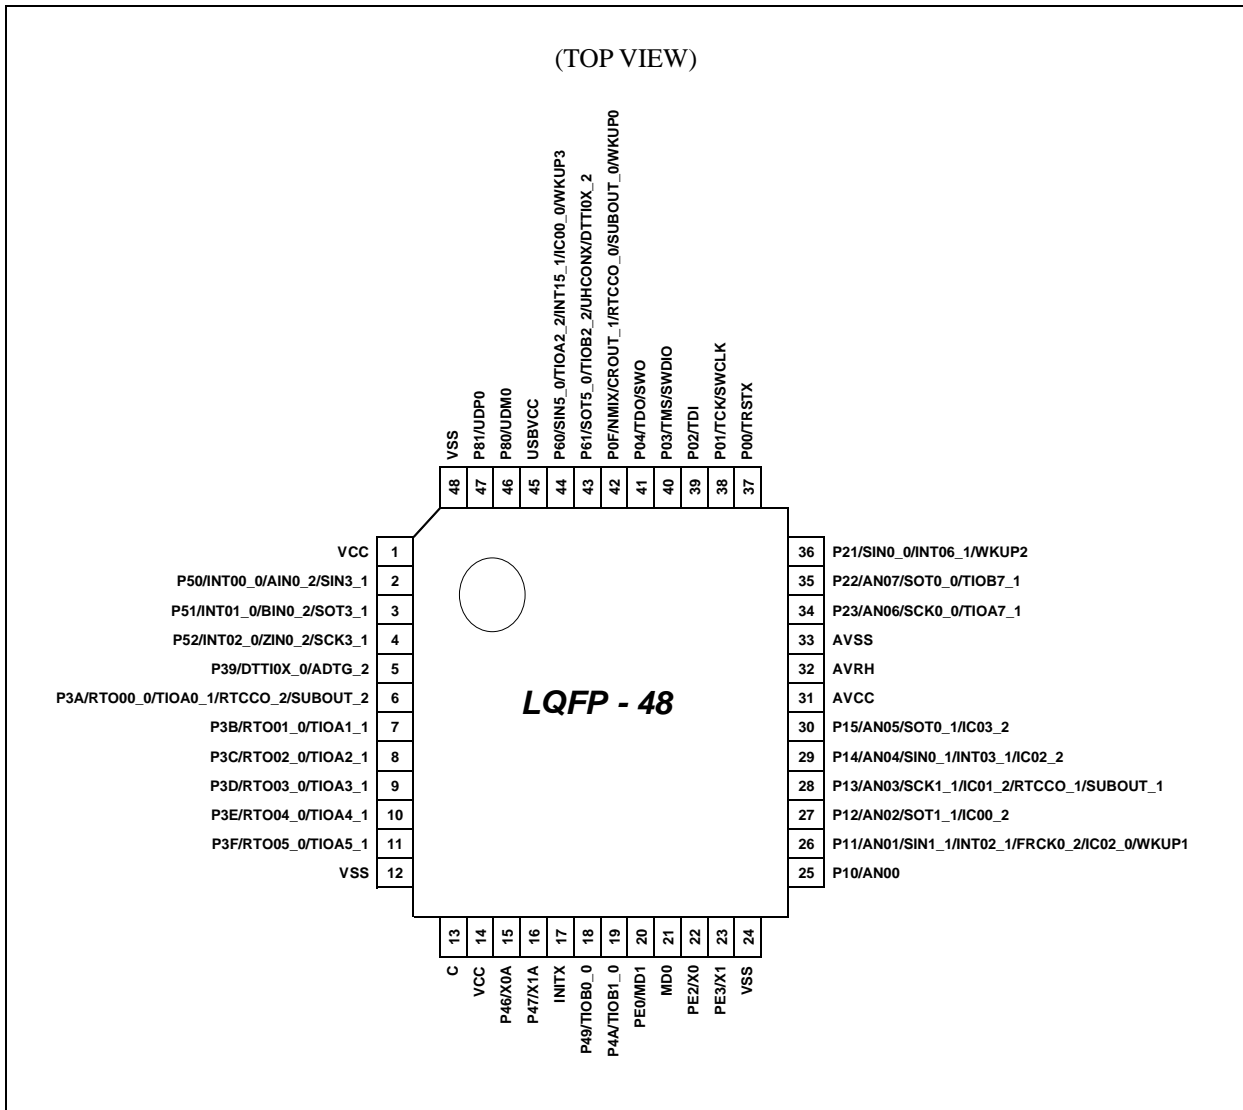 (TOP VIEW)
VSS
P81/UDP0
P80/UDM0
USBVCC
P60/SIN5_0/TIOA2_2/INT15_1/IC00_0/WKUP3
P61/SOT5_0/TIOB2_2/UHCONX/DTTI0X_2
P0F/NMIX/CROUT_1/RTCCO_0/SUBOUT_0/WKUP0
P04/TDO/SWO
P03/TMS/SWDIO
P02/TDI
P01/TCK/SWCLK
P00/TRSTX
48 47 46 45 44 43 42 41 40 39 38 37
VCC 1
P50/INT00_0/AIN0_2/SIN3_1 2
P51/INT01_0/BIN0_2/SOT3_1 3
P52/INT02_0/ZIN0_2/SCK3_1 4
P39/DTTI0X_0/ADTG_2 5
P3A/RTO00_0/TIOA0_1/RTCCO_2/SUBOUT_2 6
P3B/RTO01_0/TIOA1_1 7
P3C/RTO02_0/TIOA2_1 8
P3D/RTO03_0/TIOA3_1 9
P3E/RTO04_0/TIOA4_1 10
P3F/RTO05_0/TIOA5_1 11
VSS 12
LQFP - 48
36 P21/SIN0_0/INT06_1/WKUP2
35 P22/AN07/SOT0_0/TIOB7_1
34 P23/AN06/SCK0_0/TIOA7_1
33 AVSS
32 AVRH
31 AVCC
30 P15/AN05/SOT0_1/IC03_2
29 P14/AN04/SIN0_1/INT03_1/IC02_2
28 P13/AN03/SCK1_1/IC01_2/RTCCO_1/SUBOUT_1
27 P12/AN02/SOT1_1/IC00_2
26 P11/AN01/SIN1_1/INT02_1/FRCK0_2/IC02_0/WKUP1
25 P10/AN00
13 14 15 16 17 18 19 20 21 22 23 24
C
VCC
P46/X0A
P47/X1A
INITX
P49/TIOB0_0
P4A/TIOB1_0
PE0/MD1
MD0
PE2/X0
PE3/X1
VSS